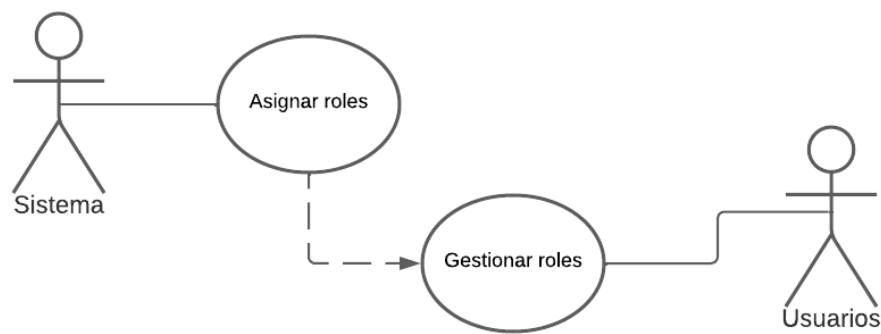 Asignar roles
Sistema
Gestionar roles
Usuarios